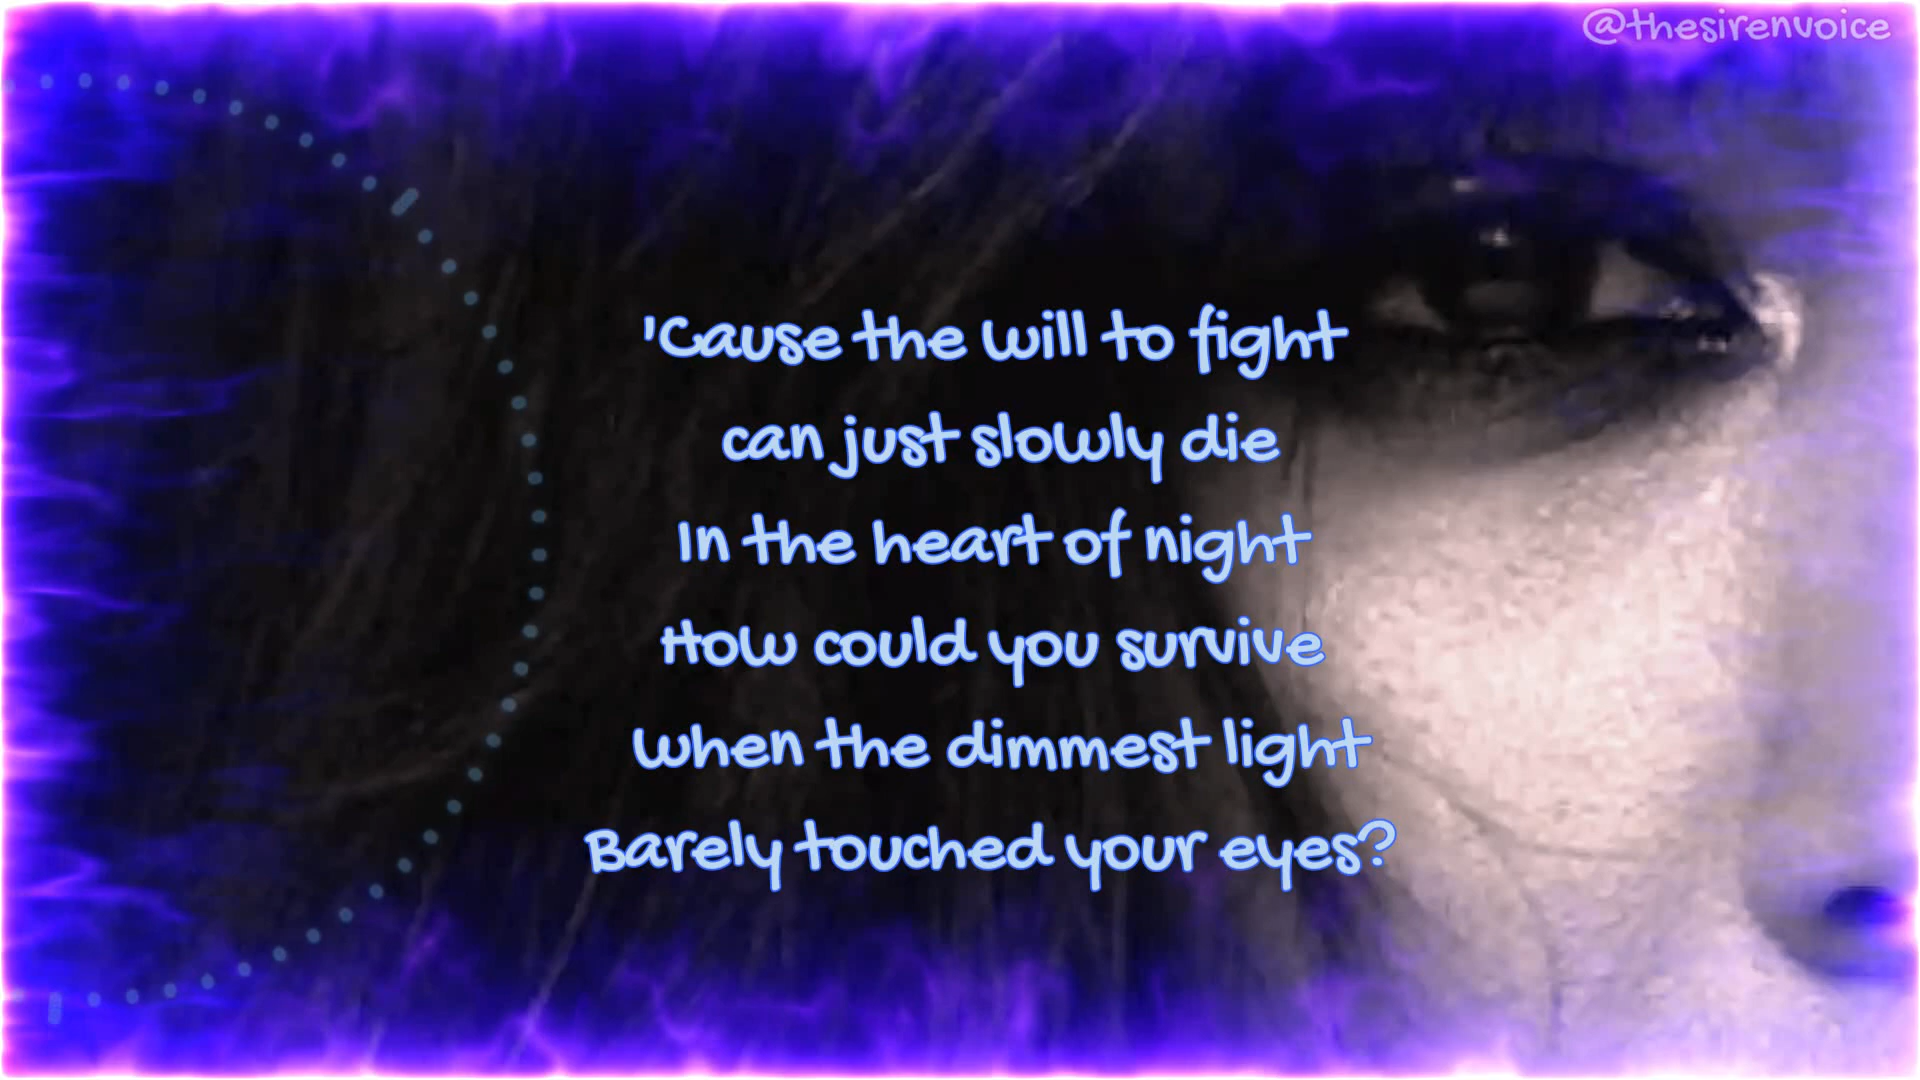 @thesirenvoice
'Cause the will to fight
can just slowly die
In the heart of night
How could you survive
when the dimmest light
Barely touched your eyes?